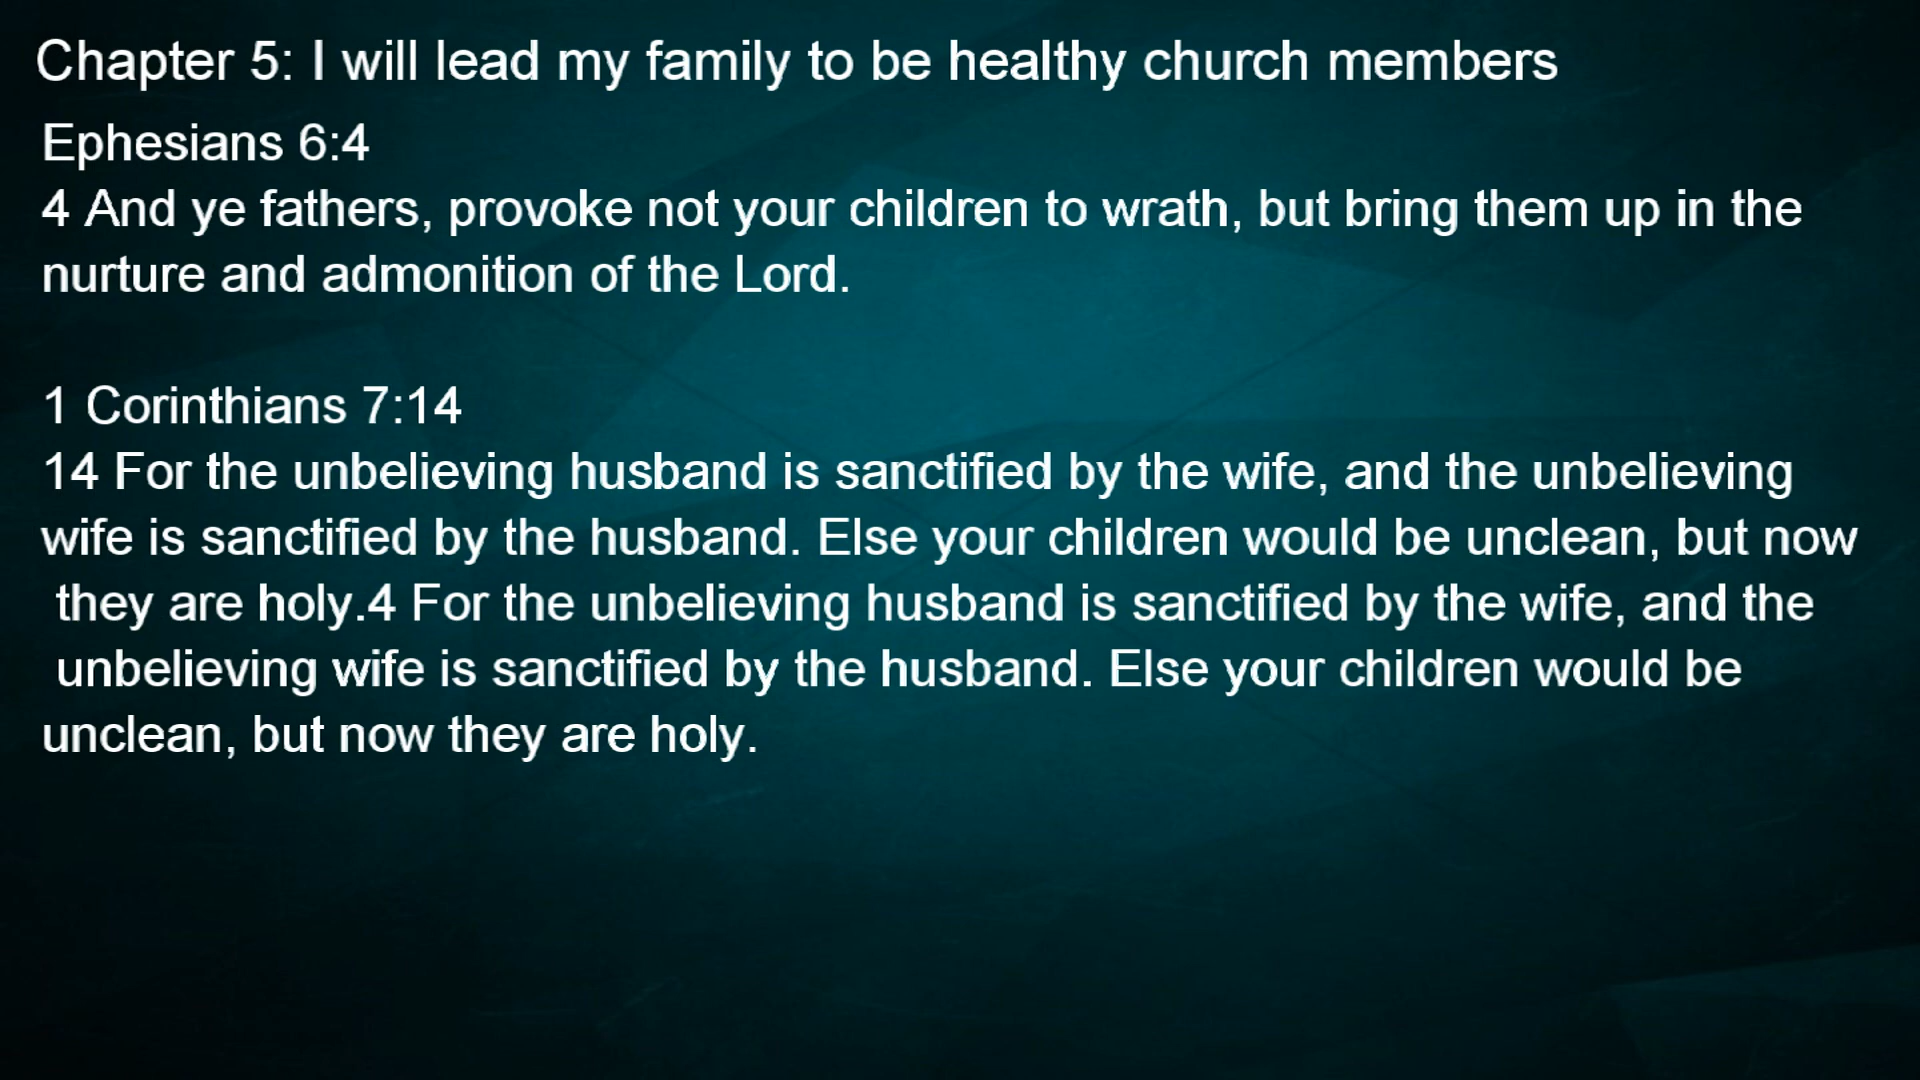 Chapter 5: I will lead my family to be healthy church members
Ephesians 6:4
4 And ye fathers, provoke not your children to wrath, but bring them up in the
nurture and admonition of the Lord.
1 Corinthians 7:14
14 For the unbelieving husband is sanctified by the wife, and the unbelieving
wife is sanctified by the husband. Else your children would be unclean, but now
they are holy.4 For the unbelieving husband is sanctified by the wife, and the
unbelieving wife is sanctified by the husband. Else your children would be
unclean, but now they are holy.